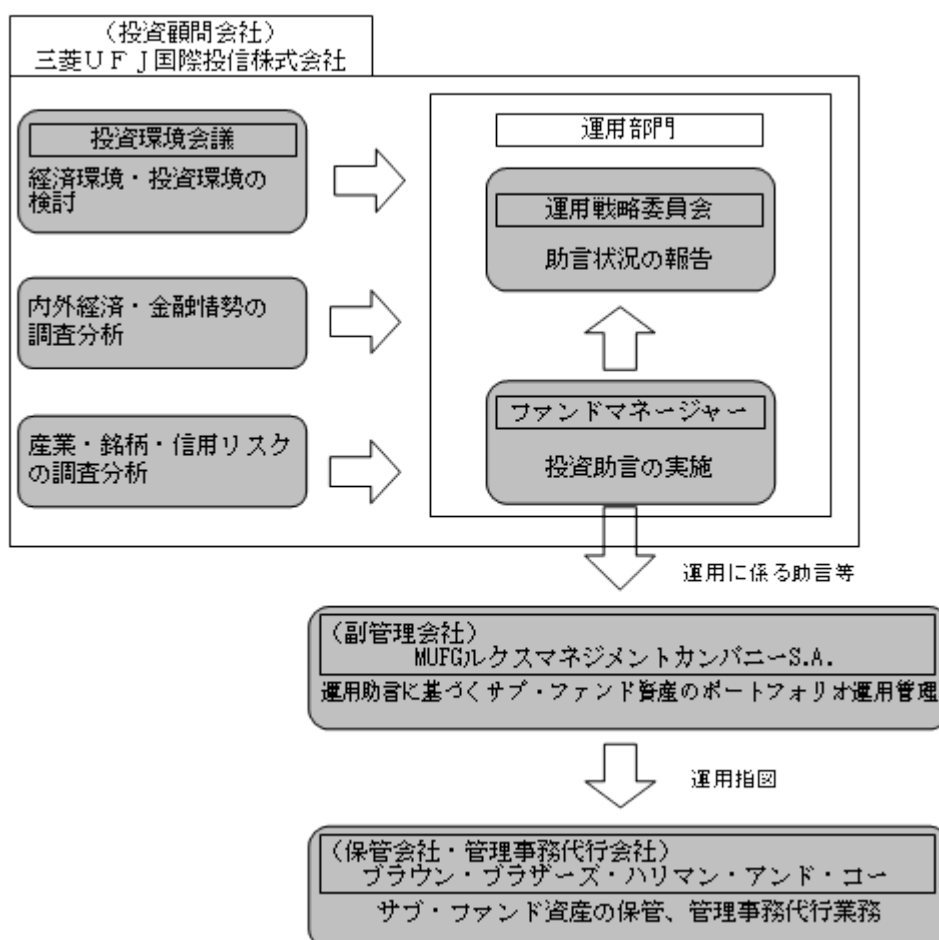 （投資顧問会社）
三菱ＵＦＪ国際投信株式会社
投資環境会議
経済環境・投資環境の
検討
内外経済・金融情勢の
調査分析
産業・銘柄・信用リスク
の調査分析
運用部門
運用戦略委員会
助言状況の報告
ファンドマネージャー
投資助言の実施
運用に係る助言等
（副管理会社）
MUFGルクスマネジメントカンパニーS.A.
運用助言に基づくサブ・ファンド資産のポートフォリオ運用管理
運用指図
（保管会社・管理事務代行会社）
ブラウン・ブラザーズ・ハリマン・アンド・コー
サブ・ファンド資産の保管、管理事務代行業務